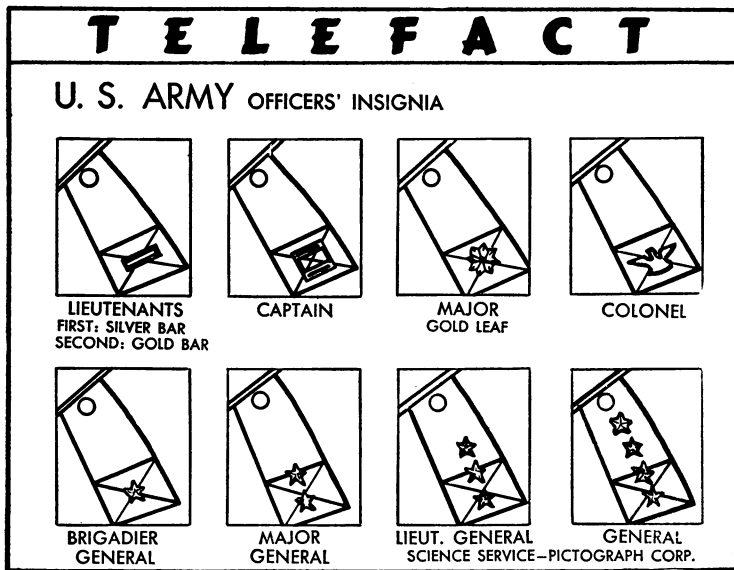 TELEFACT
U. S. ARMY OFFICERS' INSIGNIA
LIEUTENANTS
FIRST: SILVER BAR
SECOND: GOLD BAR
CAPTAIN
MAJOR
GOLD LEAF
COLONEL
BRIGADIER
GENERAL
MAJOR
GENERAL
LIEUT. GENERAL
GENERAL
SCIENCE SERVICE—PICTOGRAPH CORP.